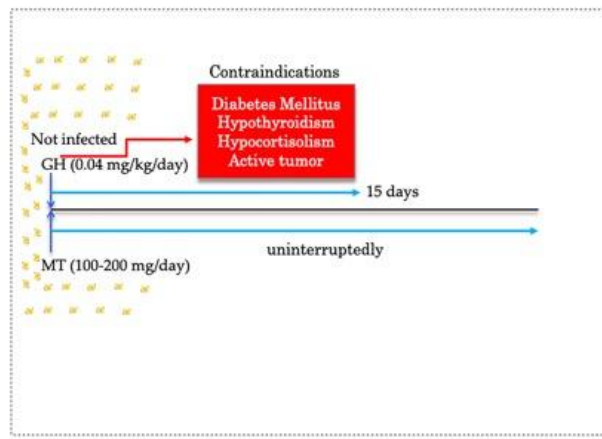 Contraindications
Diabetes Mellitus
Hypothyroidism
Hypocortisolism
Active tumor
Not infected
GH (0.04 mg/kg/day)
15 days
uninterruptedly
MT (100-200 mg/day)